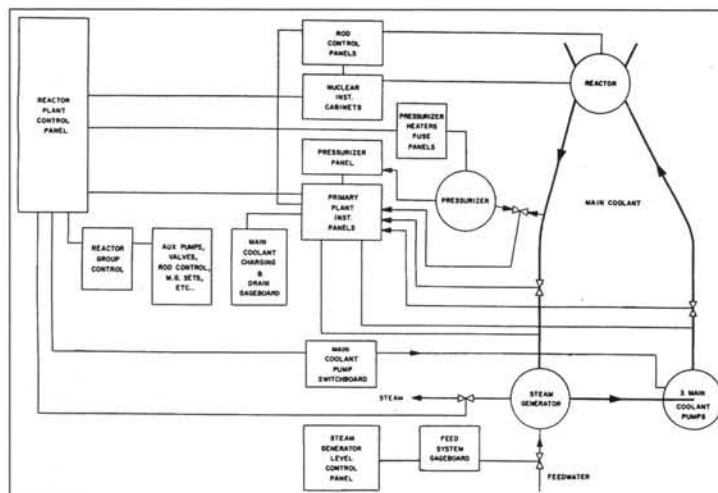 ROD
CONTROL
PANELS
REACTOR
PLANT
CONTROL
PANEL
NUCLEAR
INST.
CABINETS
REACTOR
PRESSURIZER
HEATERS
FUSE
PANELS
PRESSURIZER
PANEL
PRESSURIZER
PRIMARY
PLANT
INST.
PANELS
MAIN COOLANT
REACTOR
GROUP
CONTROL
AUX PUMPS,
VALVES,
ROD CONTROL,
M.G. SETS,
ETC..
MAIN
COOLANT
CHARGING
&
DRAIN
GAGEBOARD
MAIN
COOLANT
PUMP
SWITCHBOARD
STEAM
STEAM
GENERATOR
3 MAIN
COOLANT
PUMPS
STEAM
GENERATOR
LEVEL
CONTROL
PANEL
FEED
SYSTEM
GAGEBOARD
FEEDWATER